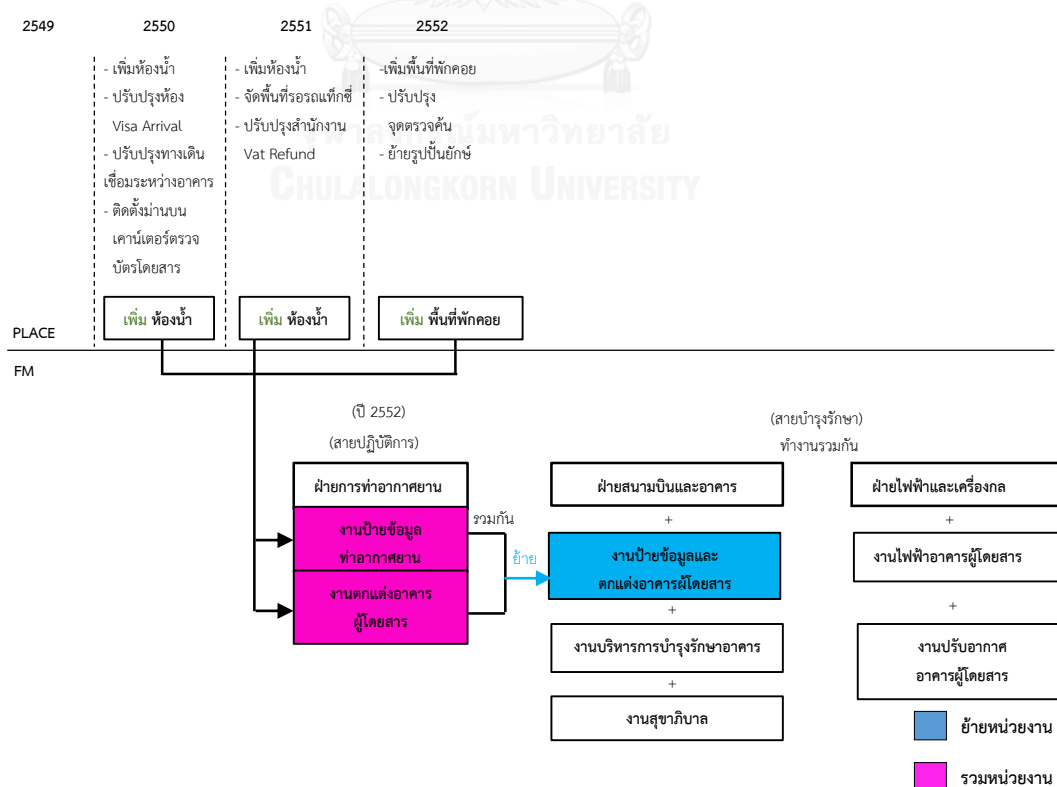 2549
2550
2551
2552
- เพิ่มห้องน้ำ
- ปรับปรุงห้อง
Visa Arrival
- ปรับปรุงทางเดิน
เชื่อมระหว่างอาคาร
- ติดตั้งม่านบน
เคาน์เตอร์ตรวจ
บัตรโดยสาร
- เพิ่มห้องน้ำ
- จัดพื้นที่รอรถแท็กซี่
- ปรับปรุงสำนักงาน
Vat Refund
-เพิ่มพื้นที่พักคอย
- ปรับปรุง
จุดตรวจค้น
- ย้ายรูปปั้นยักษ์
จุฬาลงกรณ์มหาวิทยาลัย
CHULALONGKORN UNIVERSITY
เพิ่ม ห้องน้ำ
เพิ่ม ห้องน้ำ
เพิ่ม พื้นที่พักคอย
PLACE
FM
(ปี 2552)
(สายปฏิบัติการ)
(สายบำรุงรักษา)
ทำงานรวมกัน
ฝ่ายการท่าอากาศยาน
งานป้ายข้อมูล
ท่าอากาศยาน
งานตกแต่งอาคาร
ผู้โดยสาร
รวมกัน
ย้าย
ฝ่ายสนามบินและอาคาร
+
งานป้ายข้อมูลและ
ตกแต่งอาคารผู้โดยสาร
+
งานบริหารการบำรุงรักษาอาคาร
+
งานสุขาภิบาล
ฝ่ายไฟฟ้าและเครื่องกล
+
งานไฟฟ้าอาคารผู้โดยสาร
+
งานปรับอากาศ
อาคารผู้โดยสาร
ย้ายหน่วยงาน
รวมหน่วยงาน